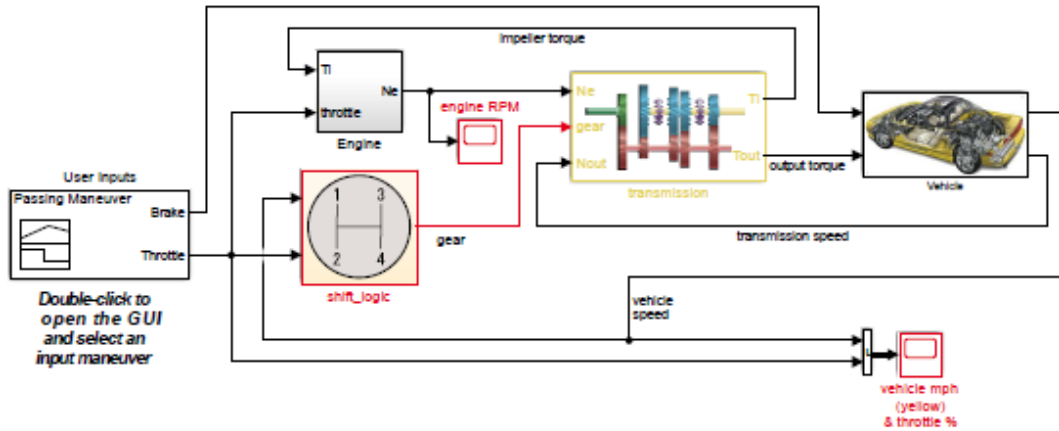 impeller torque
TI
Ne
throttle
Engine
engine RPM
Ne
gear
Nout
TI
Tout
transmission
output torque
Vehicle
transmission speed
User Inputs
Passing Maneuver
Brake
Throttle
1
3
2
4
shift_logic
gear
Double-click to
open the GUI
and select an
input maneuver
vehicle
speed
vehicle mph
(yellow)
& throttle %